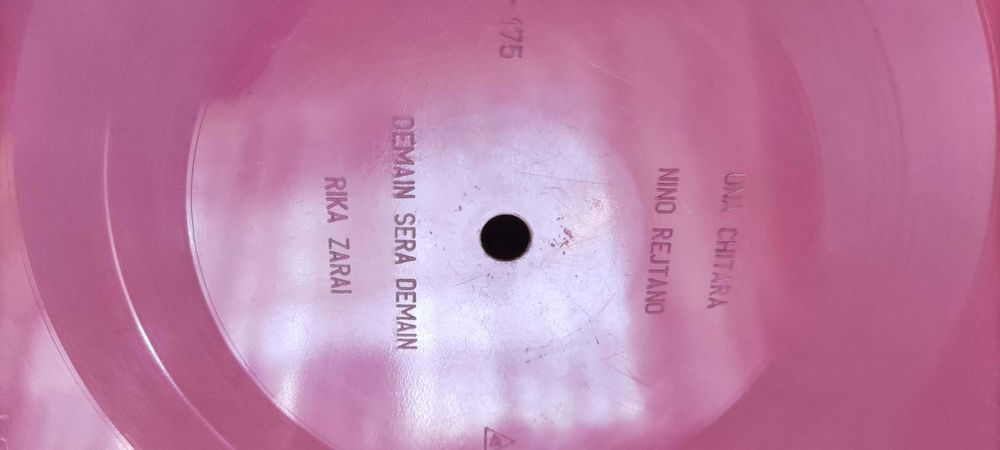 UNA CHITARA
NINO REJTANO
175
DEMAIN SERA DEMAIN
RIKA ZARAI